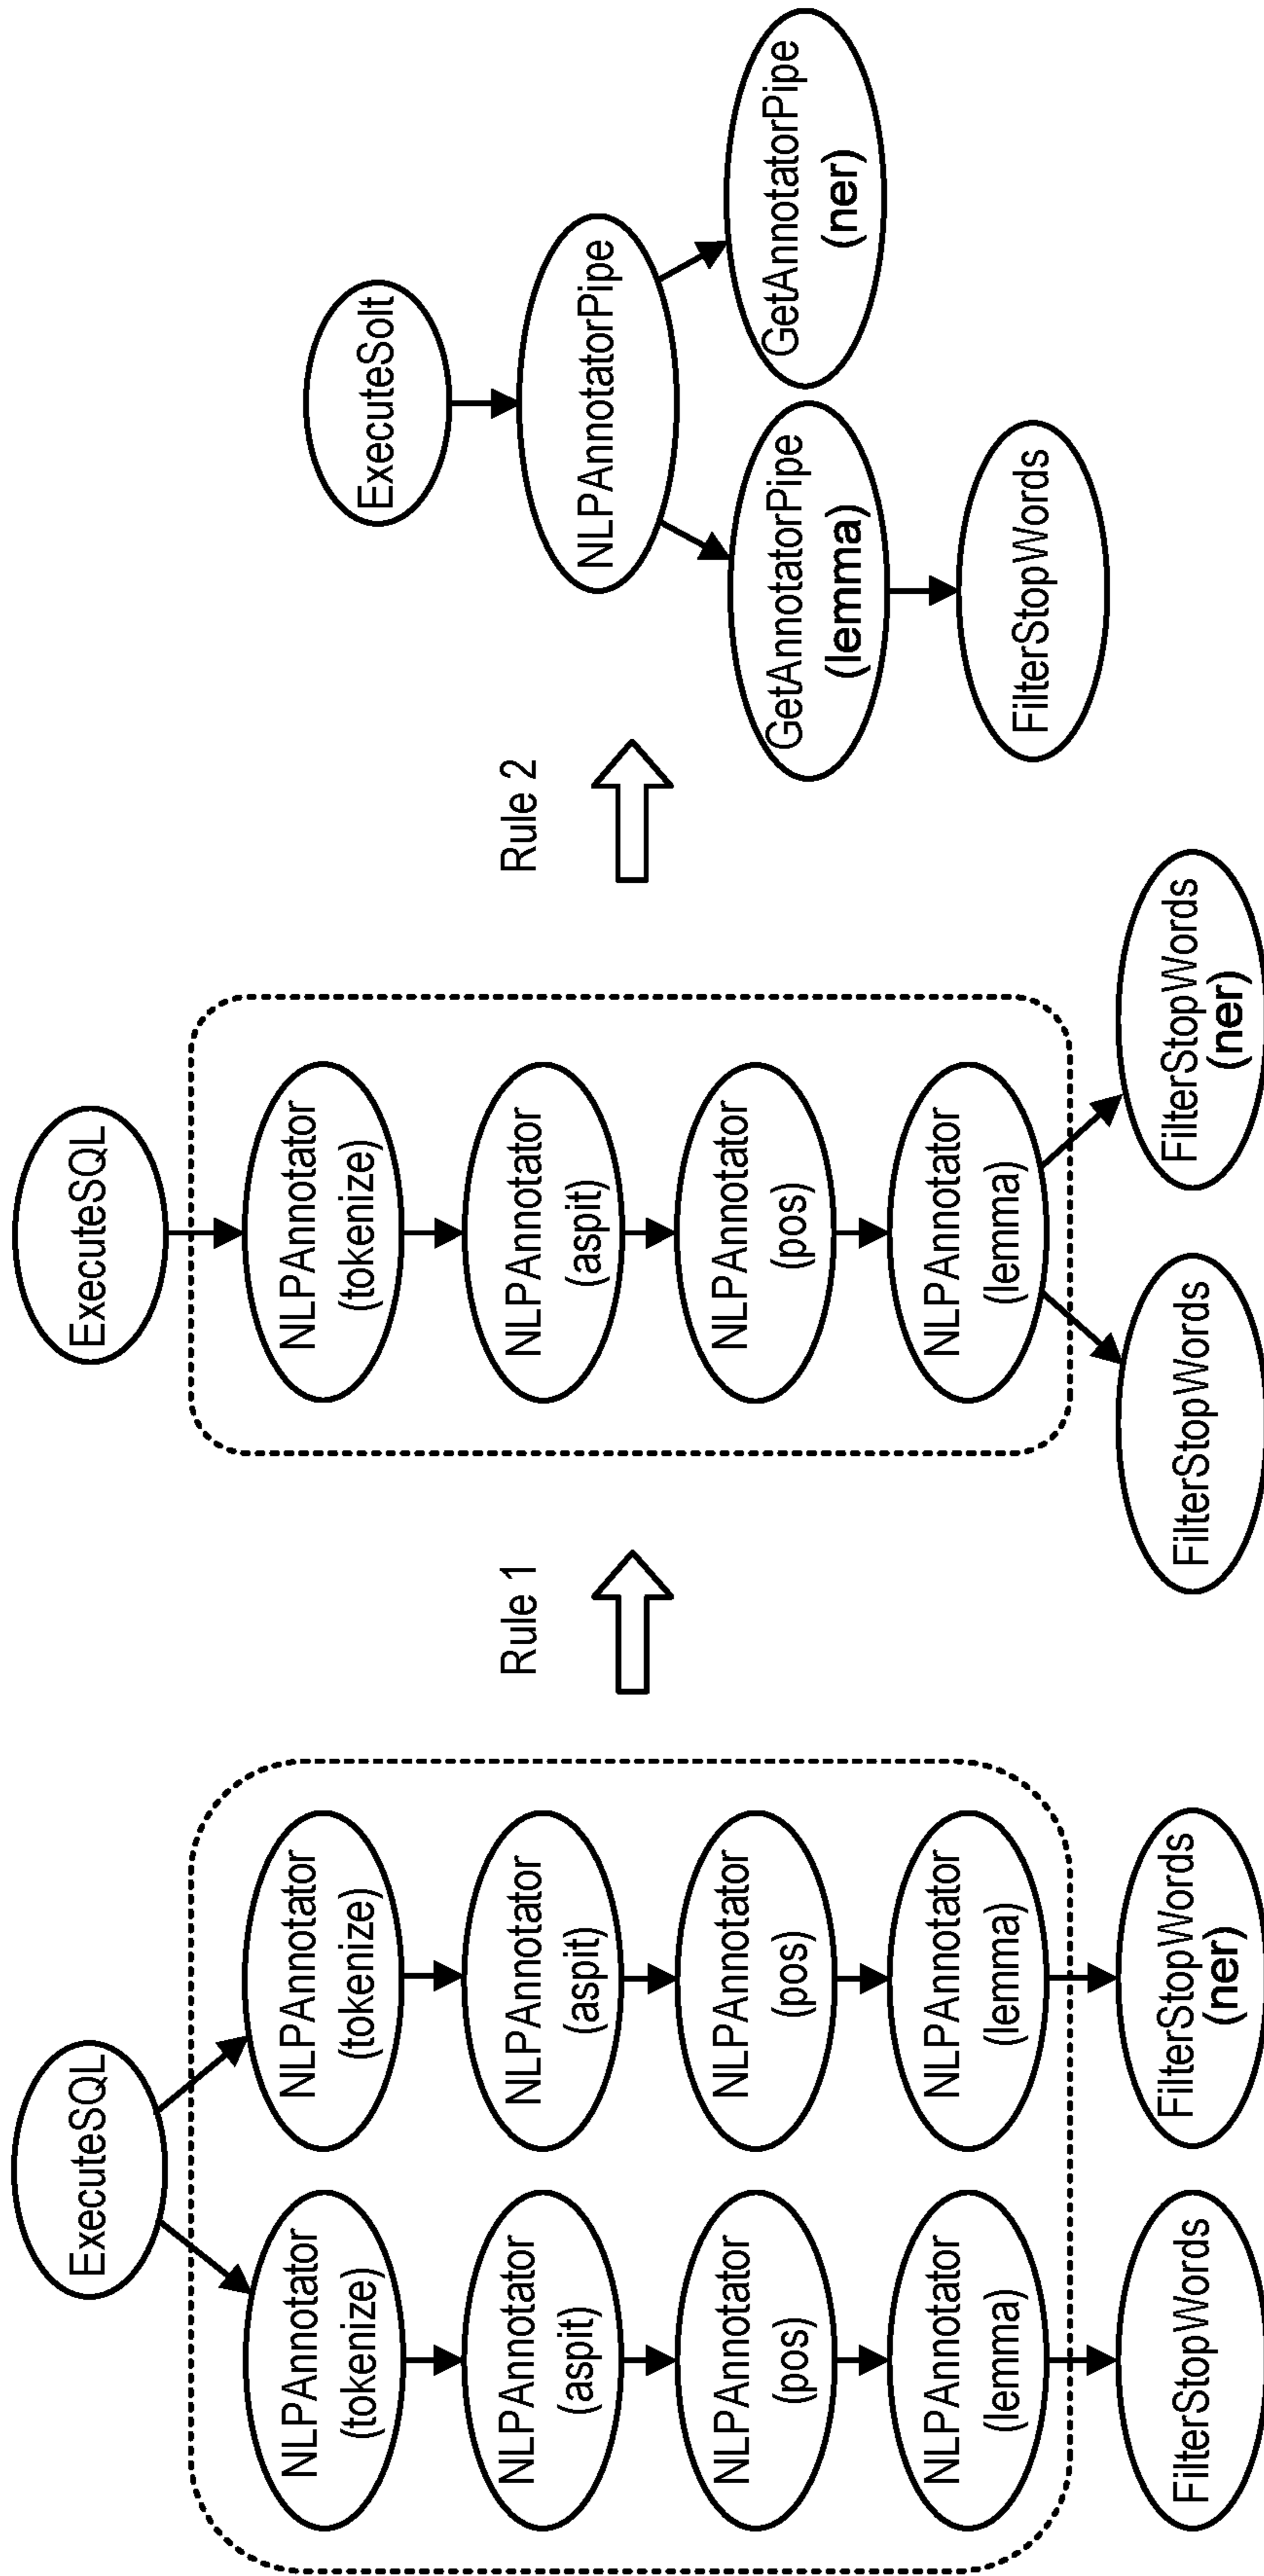 ExecuteSQL
NLPAnnotator
(tokenize)
NLPAnnotator
(tokenize)
NLPAnnotator
(aspit)
NLPAnnotator
(aspit)
NLPAnnotator
(pos)
NLPAnnotator
(pos)
NLPAnnotator
(lemma)
NLPAnnotator
(lemma)
FilterStopWords
FilterStopWords
(ner)
Rule 1
ExecuteSQL
NLPAnnotator
(tokenize)
NLPAnnotator
(aspit)
NLPAnnotator
(pos)
NLPAnnotator
(lemma)
FilterStopWords
FilterStopWords
(ner)
Rule 2
ExecuteSolt
NLPAnnotatorPipe
GetAnnotatorPipe
(lemma)
GetAnnotatorPipe
(ner)
FilterStopWords